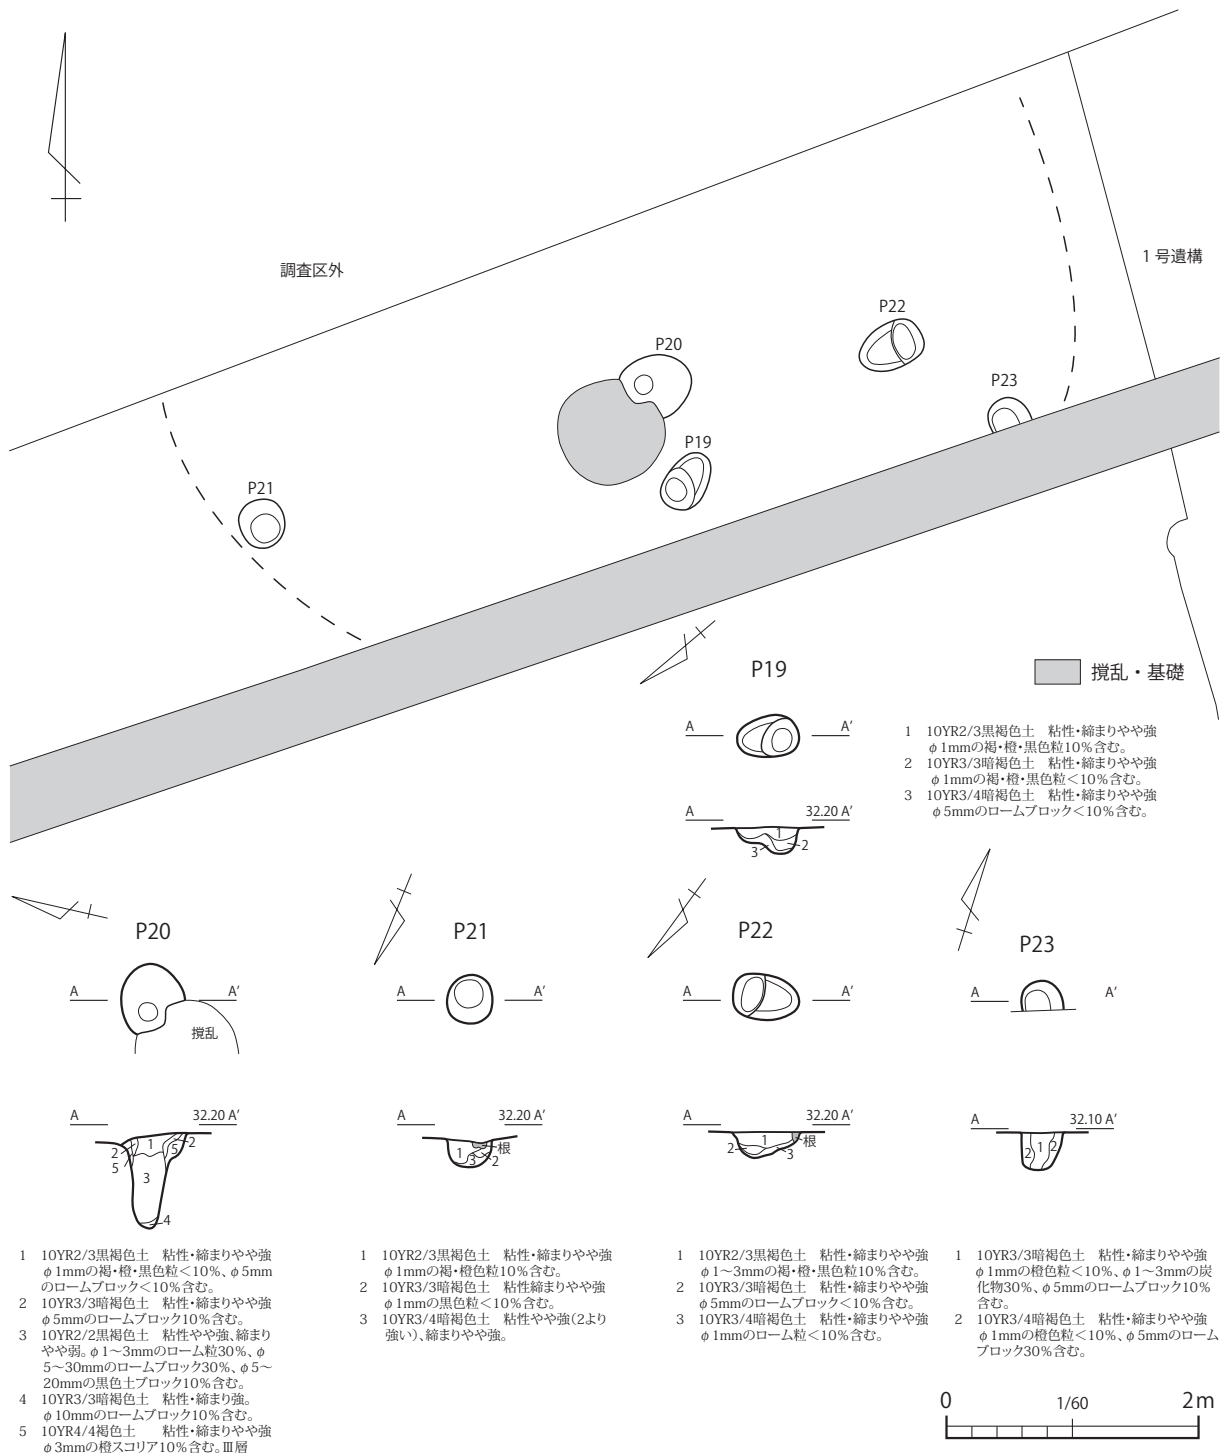 調査区外
1 号遺構
P22
P20
P23
P19
P21
P19
撹乱・基礎
A A′
A 32.20 A′
1
2
3
1 10YR2/3黒褐色土 粘性・締まりやや強
φ1mmの褐・橙・黒色粒10%含む。
2 10YR3/3暗褐色土 粘性・締まりやや強
φ1mmの褐・橙・黒色粒<10%含む。
3 10YR3/4暗褐色土 粘性・締まりやや強
φ5mmのロームブロック<10%含む。
P20
A A′
撹乱
A 32.20 A′
1
2
2
5
5
3
4
1 10YR2/3黒褐色土 粘性・締まりやや強
φ1mmの褐・橙・黒色粒<10%、φ5mm
のロームブロック<10%含む。
2 10YR3/3暗褐色土 粘性・締まりやや強
φ5mmのロームブロック10%含む。
3 10YR2/2黒褐色土 粘性やや強、締まり
やや弱。φ1~3mmのローム粒30%、φ
5~30mmのロームブロック30%、φ5~
20mmの黒色土ブロック10%含む。
4 10YR3/3暗褐色土 粘性・締まり強。
φ10mmのロームブロック10%含む。
5 10YR4/4褐色土 粘性・締まりやや強
φ3mmの橙スコリア10%含む。Ⅲ層
P21
A A′
A 32.20 A′
根
1
3
2
1 10YR2/3黒褐色土 粘性・締まりやや強
φ1mmの褐・橙色粒10%含む。
2 10YR3/3暗褐色土 粘性締まりやや強
φ1mmの黒色粒<10%含む。
3 10YR3/4暗褐色土 粘性やや強(2より
強い)、締まりやや強。
P22
A A′
A 32.20 A′
1
根
2
3
1 10YR2/3黒褐色土 粘性・締まりやや強
φ1~3mmの褐・橙・黒色粒10%含む。
2 10YR3/3暗褐色土 粘性・締まりやや強
φ5mmのロームブロック<10%含む。
3 10YR3/4暗褐色土 粘性・締まりやや強
φ1mmのローム粒<10%含む。
P23
A A′
A 32.10 A′
2 1 2
1 10YR3/3暗褐色土 粘性・締まりやや強
φ1mmの橙色粒<10%、φ1~3mmの炭
化物30%、φ5mmのロームブロック10%
含む。
2 10YR3/4暗褐色土 粘性・締まりやや強
φ1mmの橙色粒<10%、φ5mmのローム
ブロック30%含む。
0 1/60 2m